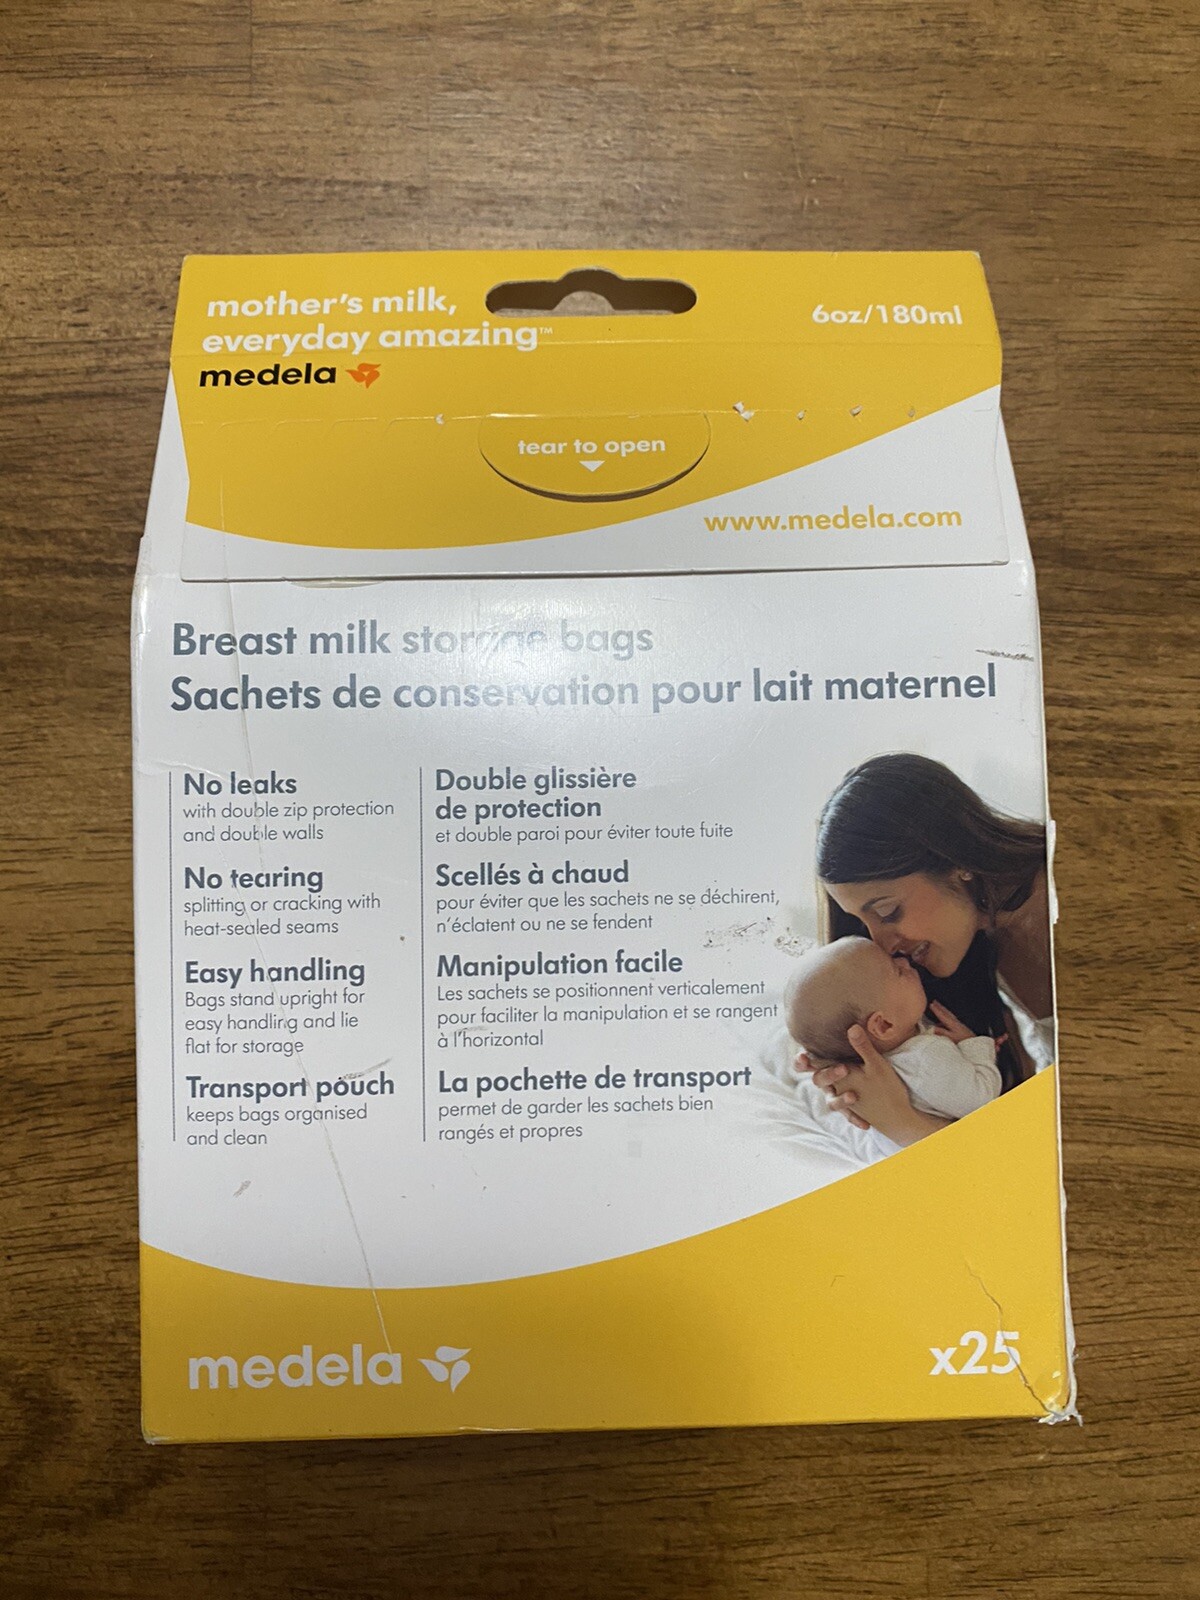 mother's milk,
everyday amazing™
medela
6oz/180ml
tear to open
www.medela.com
Breast milk storage bags
Sachets de conservation pour lait maternel
No leaks
with double zip protection
and double walls
No tearing
splitting or cracking with
heat-sealed seams
Easy handling
Bags stand upright for
easy handling and lie
flat for storage
Transport pouch
keeps bags organised
and clean
Double glissière
de protection
et double paroi pour éviter toute fuite
Scellés à chaud
pour éviter que les sachets ne se déchirent,
n'éclatent ou ne se fendent
Manipulation facile
Les sachets se positionnent verticalement
pour faciliter la manipulation et se rangent
à l'horizontal
La pochette de transport
permet de garder les sachets bien
rangés et propres
medela
x25